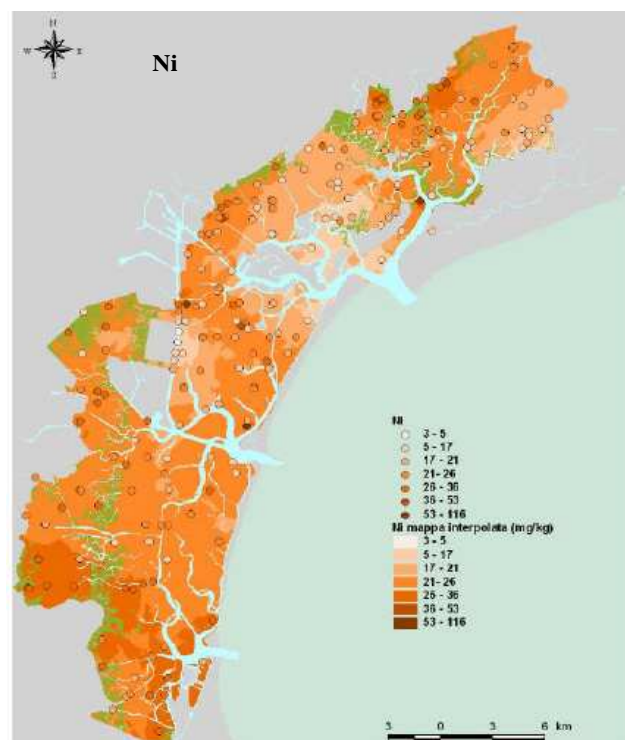 N
W E
S
Ni
Ni
3 - 5
5 - 17
17 - 21
21- 26
26 - 36
36 - 53
53 - 116
Ni mappa interpolata (mg/kg)
3 - 5
5 - 17
17 - 21
21- 26
26 - 36
36 - 53
53 - 116
3 0 3 6 km